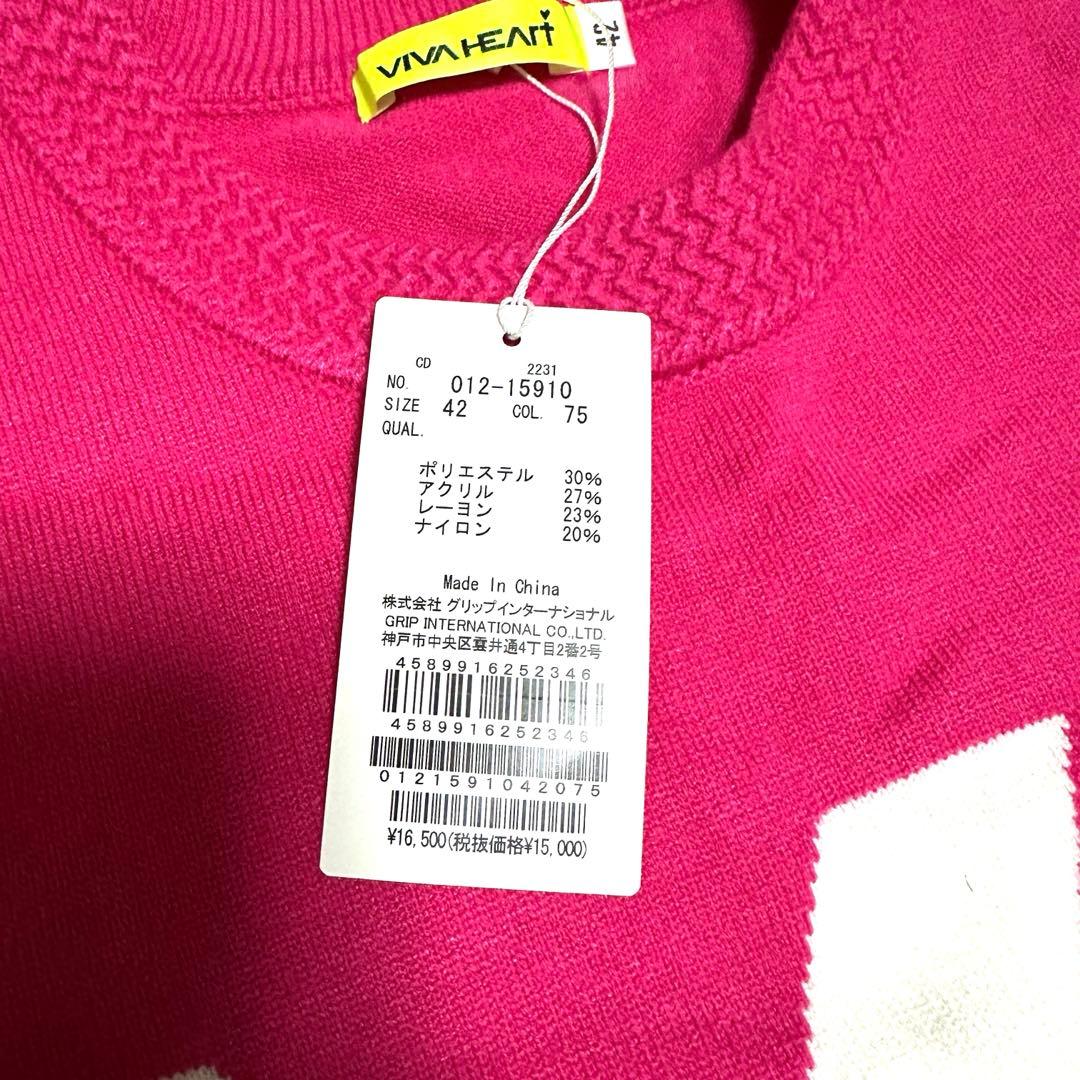 VIVA HEART
42
CD 2231
NO. 012-15910
SIZE 42 COL. 75
QUAL.
ポリエステル 30%
アクリル 27%
レーヨン 23%
ナイロン 20%
Made In China
株式会社 グリップインターナショナル
GRIP INTERNATIONAL CO.,LTD.
神戸市中央区雲井通4丁目2番2号
4589916252346
4589916252346
0121591042075
¥16,500(税抜価格¥15,000)